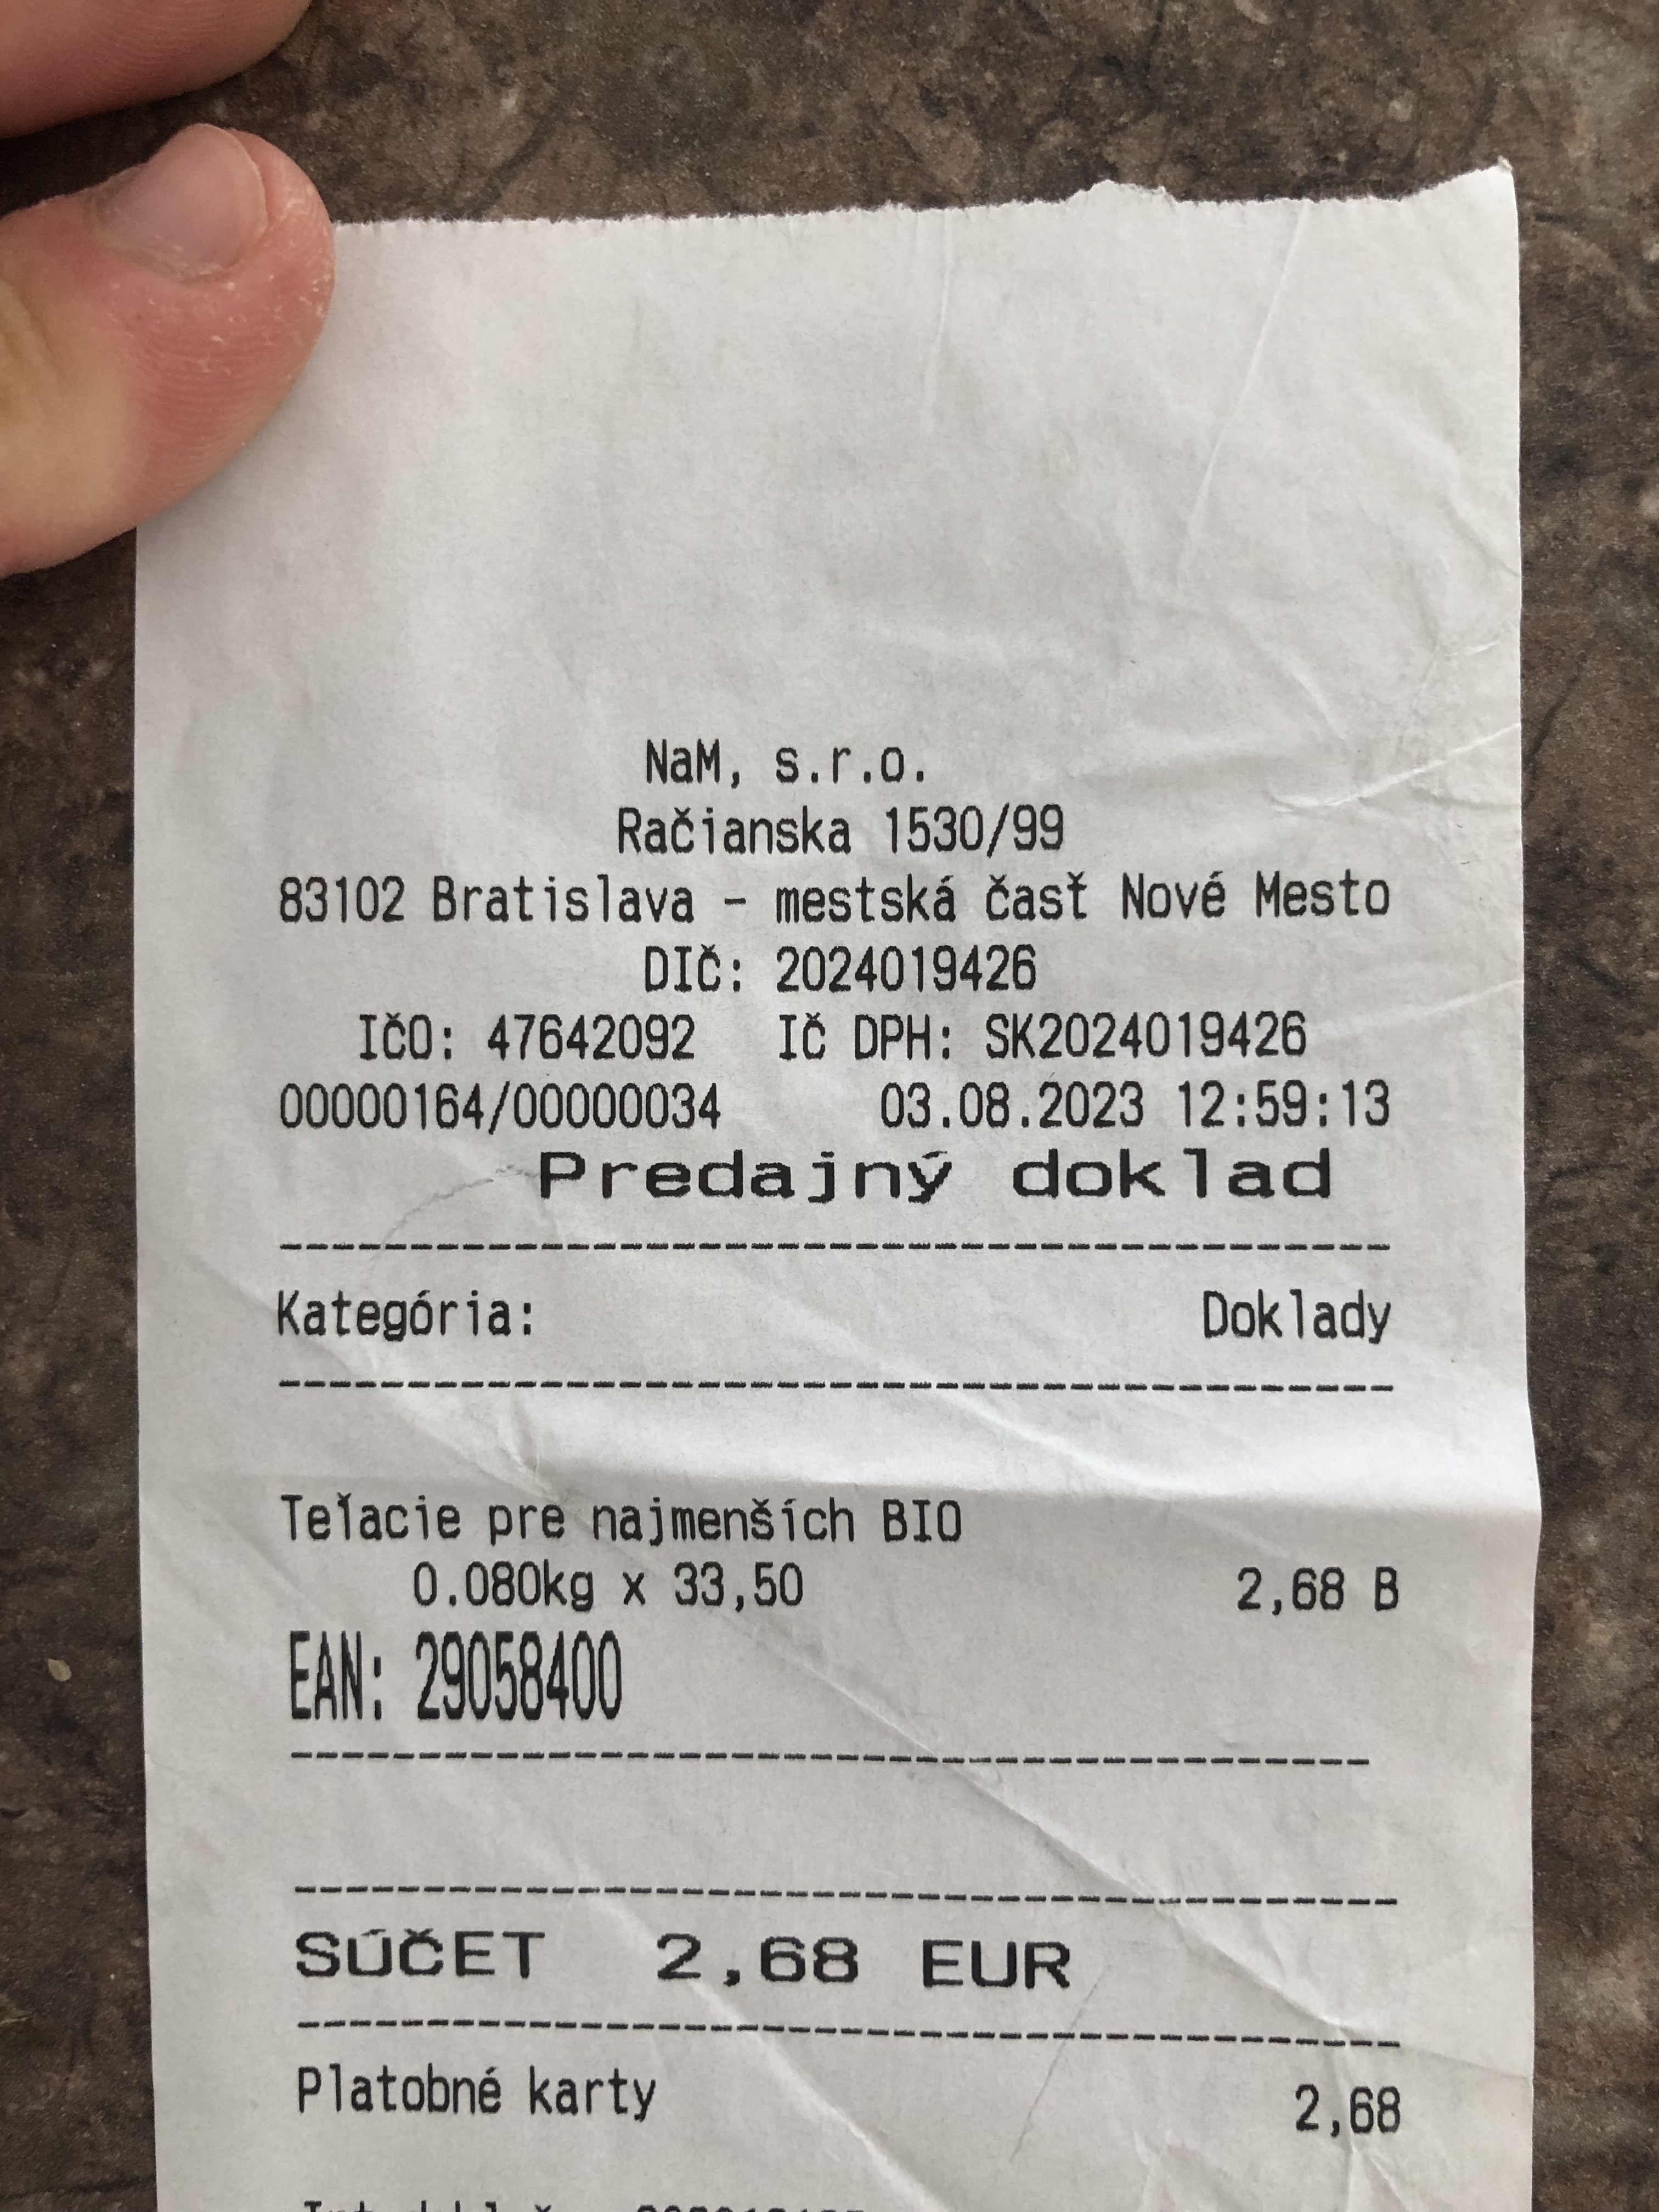 NaM, s.r.o.
Račianska 1530/99
83102 Bratislava - mestská časť Nové Mesto
DIČ: 2024019426
IČO: 47642092 IČ DPH: SK2024019426
00000164/00000034 03.08.2023 12:59:13
Predajný doklad
Kategória: Doklady
Teľacie pre najmenších BIO
0.080kg x 33,50 2,68 B
EAN: 29058400
SÚČET 2,68 EUR
Platobné karty 2,68